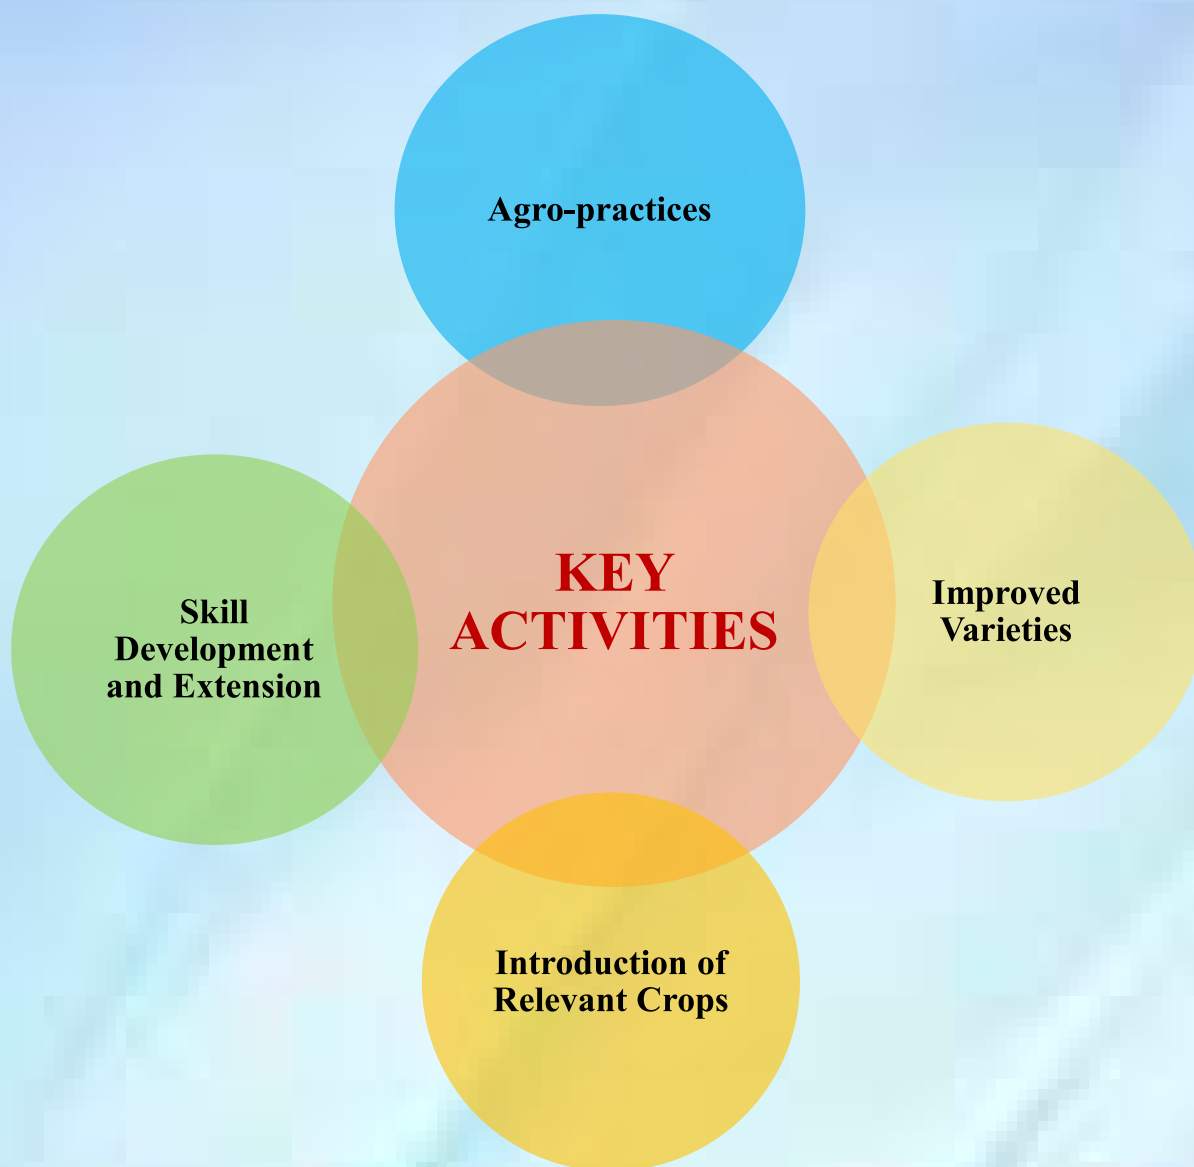 Agro-practices
KEY
ACTIVITIES
Improved
Varieties
Skill
Development
and Extension
Introduction of
Relevant Crops